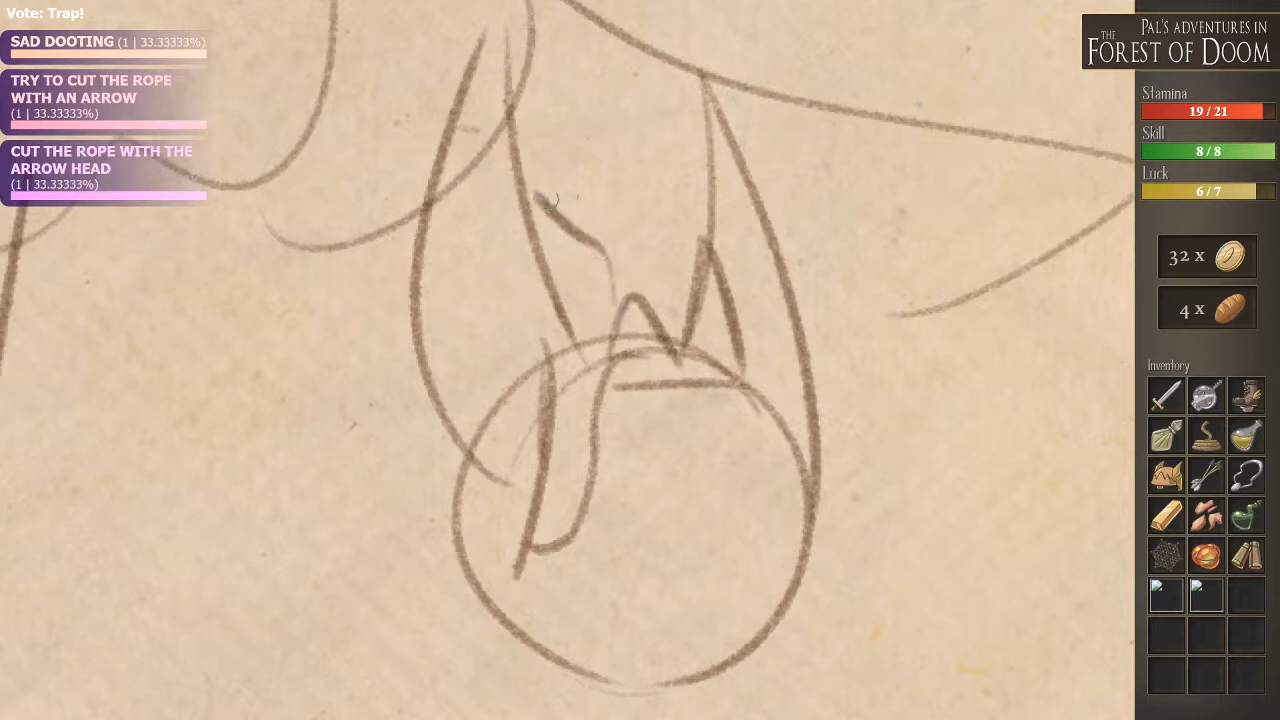 Vote: Trap!
SAD DOOTING (1 | 33.33333%)
TRY TO CUT THE ROPE
WITH AN ARROW
(1 | 33.33333%)
CUT THE ROPE WITH THE
ARROW HEAD
(1 | 33.33333%)
PAL'S ADVENTURES IN
THE
FOREST OF DOOM
Stamina
19 / 21
Skill
8 / 8
Luck
6 / 7
32 x
4 x
Inventory